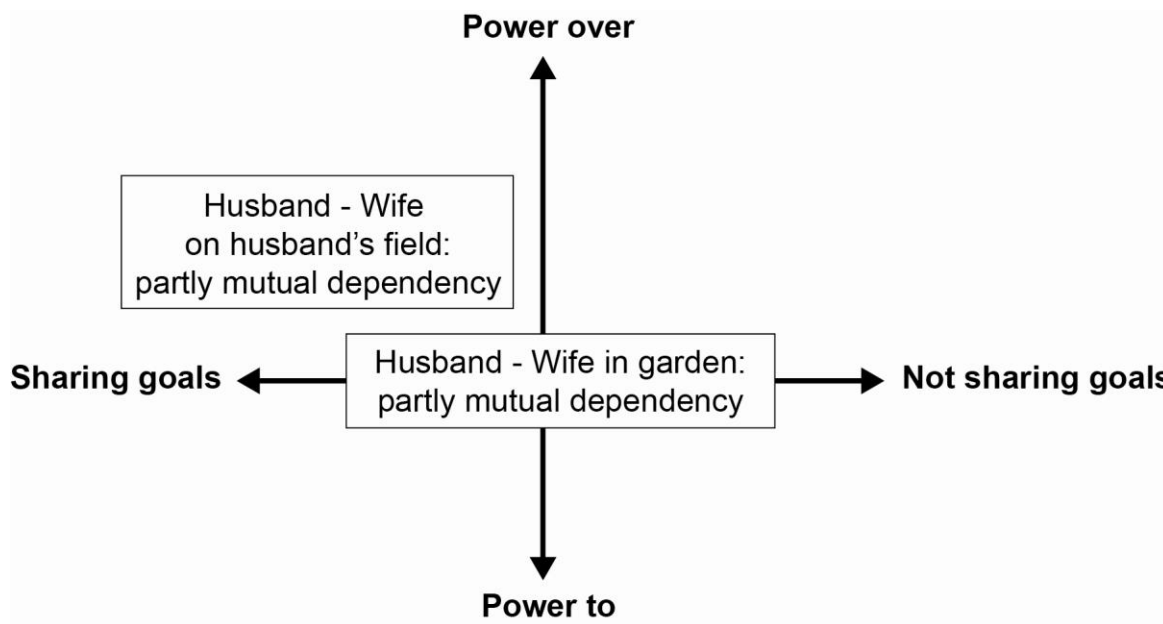 Power over
Husband - Wife
on husband’s field:
partly mutual dependency
Husband - Wife in garden:
partly mutual dependency
Sharing goals
Not sharing goals
Power to